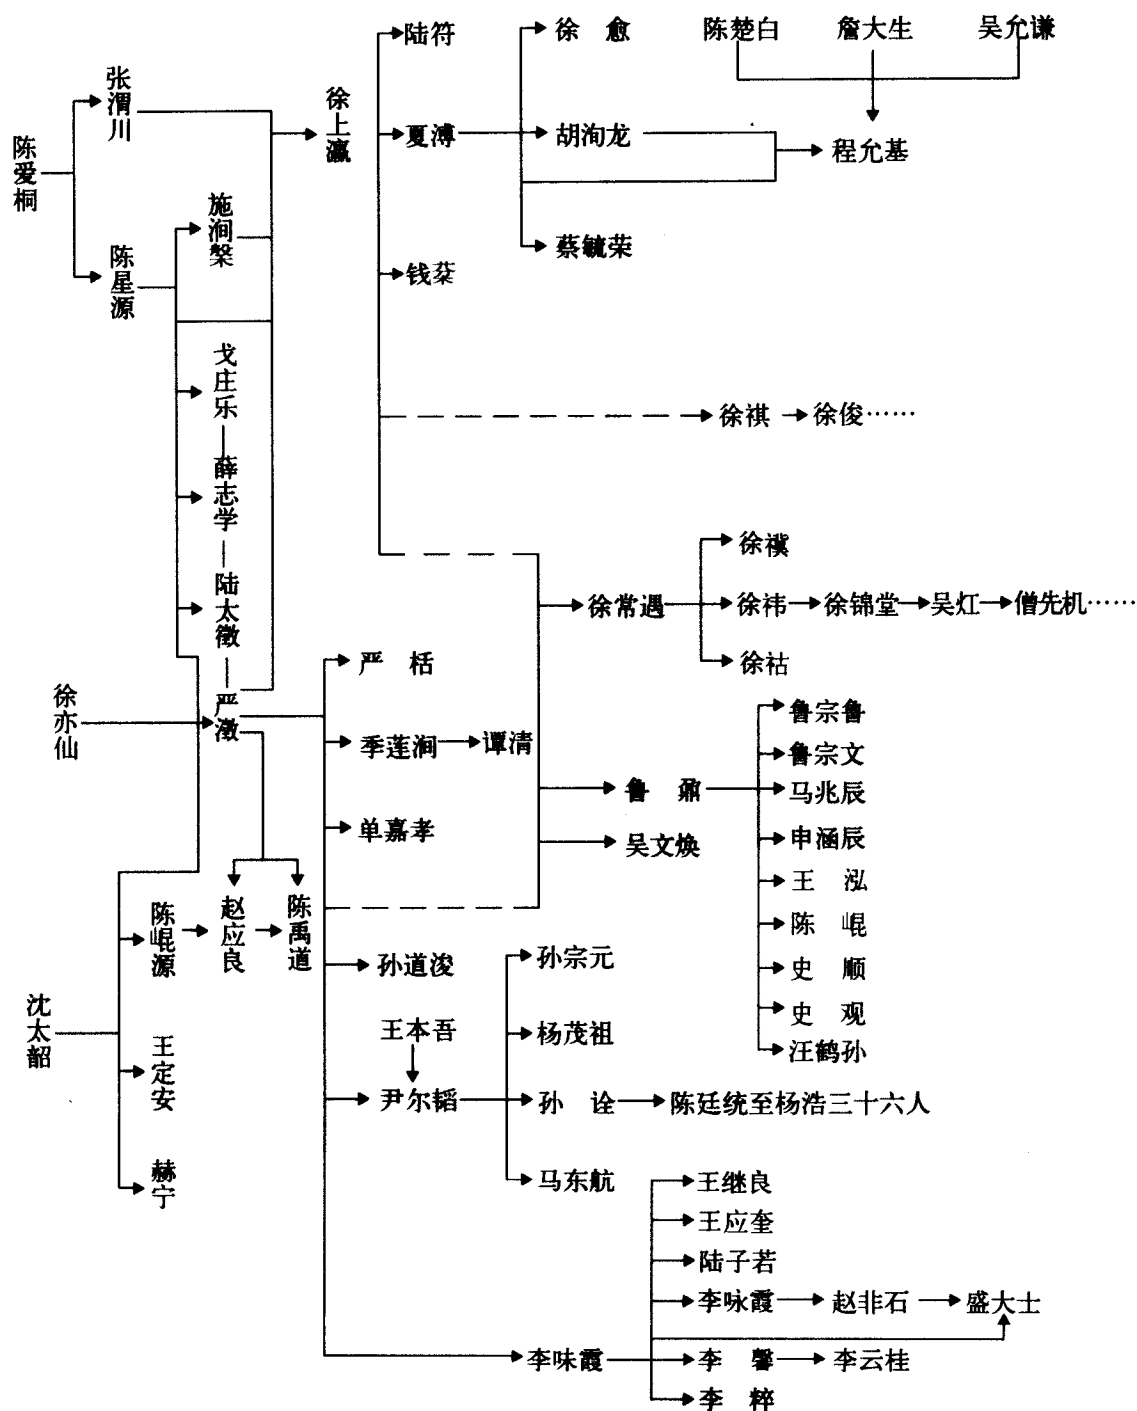 陈爱桐
张渭川
陈星源
施涧槃
戈庄乐
薛志学
陆太徵
徐亦仙
严澂
沈太韶
陈崐源
王定安
赫宁
赵应良
陈禹道
徐上瀛
陆符
夏溥
钱棻
徐愈
胡洵龙
蔡毓荣
陈楚白
詹大生
吴允谦
程允基
徐祺
徐俊……
徐常遇
徐祎
徐锦堂
吴灴
僧先机……
徐祜
严栝
季莲涧
谭清
单嘉孝
孙道浚
王本吾
尹尔韬
鲁鼐
吴文焕
鲁宗鲁
鲁宗文
马兆辰
申涵辰
王泓
陈崐
史顺
史观
汪鹤孙
孙宗元
杨茂祖
孙诠
陈廷统至杨浩三十六人
马东航
李味霞
王继良
王应奎
陆子若
李咏霞
赵非石
盛大士
李馨
李云桂
李粹